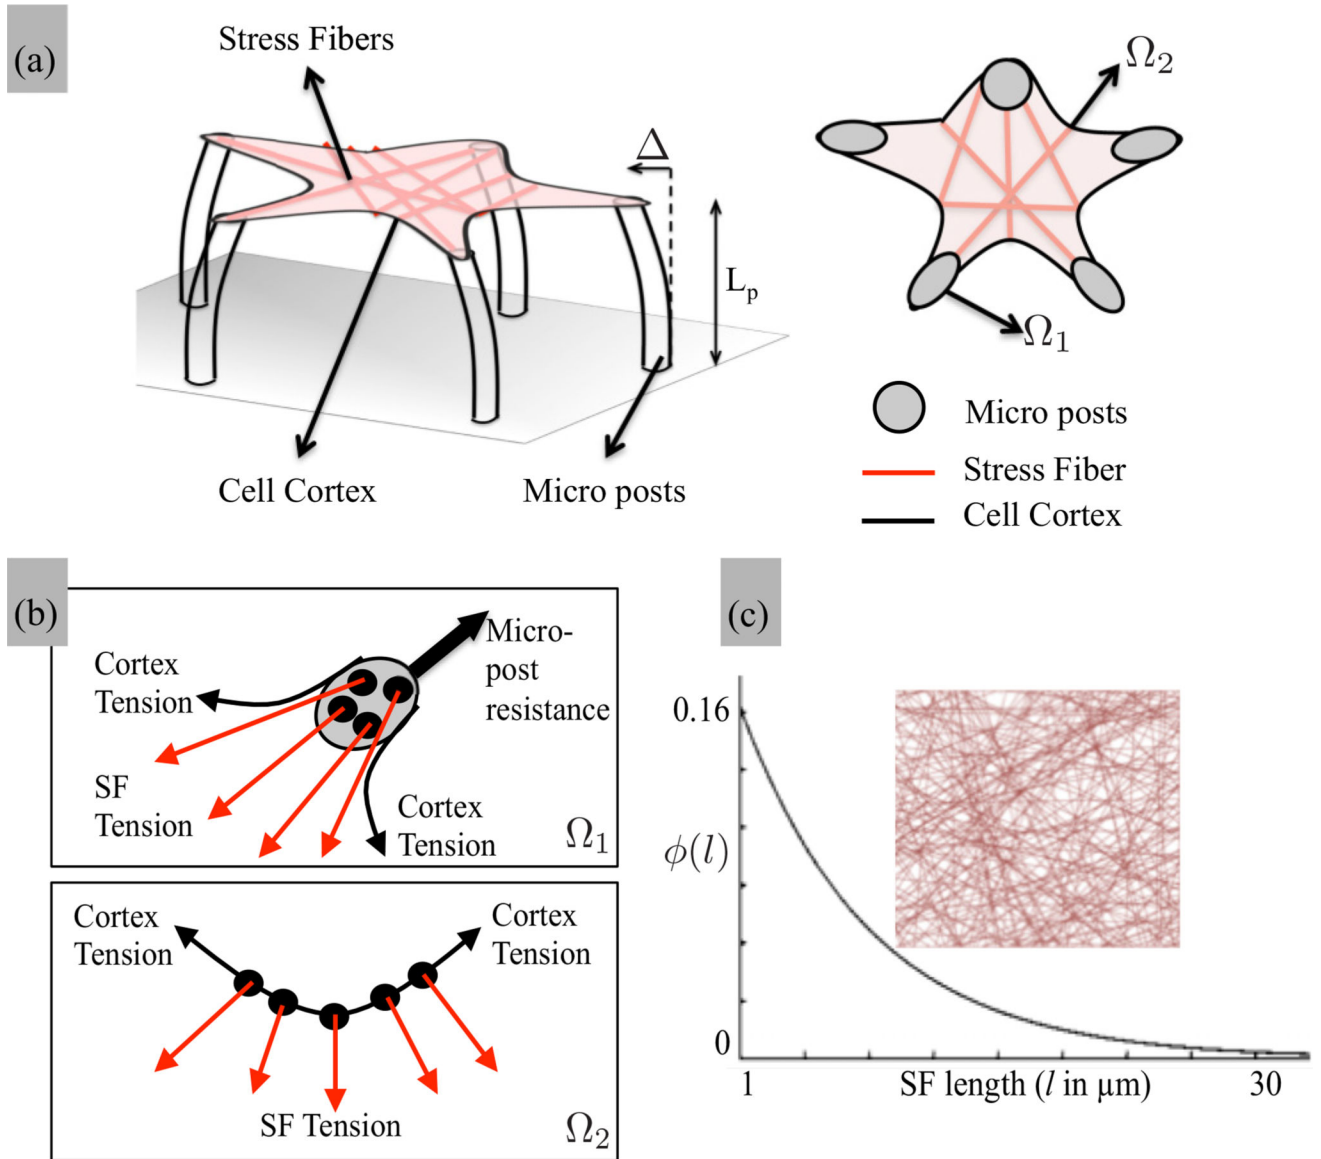 (a)
Stress Fibers
Δ
L_p
Cell Cortex
Micro posts
Ω₂
Ω₁
Micro posts
Stress Fiber
Cell Cortex
(b)
Cortex
Tension
SF
Tension
Micro-
post
resistance
Cortex
Tension
Ω₁
Cortex
Tension
Cortex
Tension
SF Tension
Ω₂
(c)
0.16
ϕ(l)
0
1
SF length (l in μm)
30